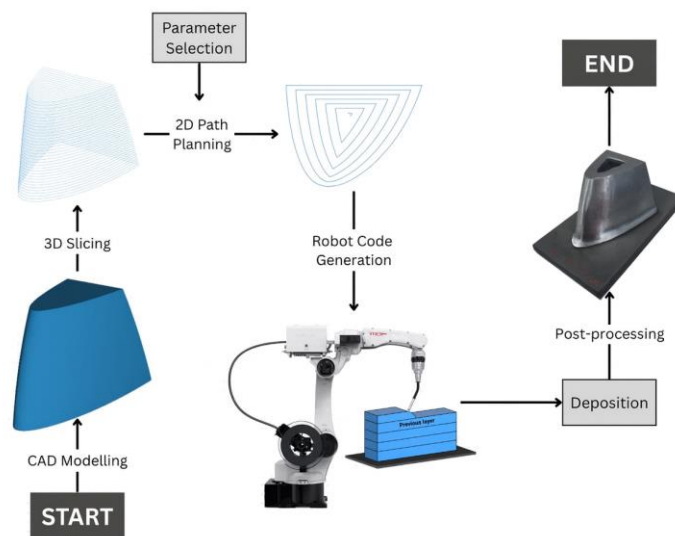 START
CAD Modelling
3D Slicing
Parameter
Selection
2D Path
Planning
Robot Code
Generation
Previous layer
Deposition
Post-processing
END